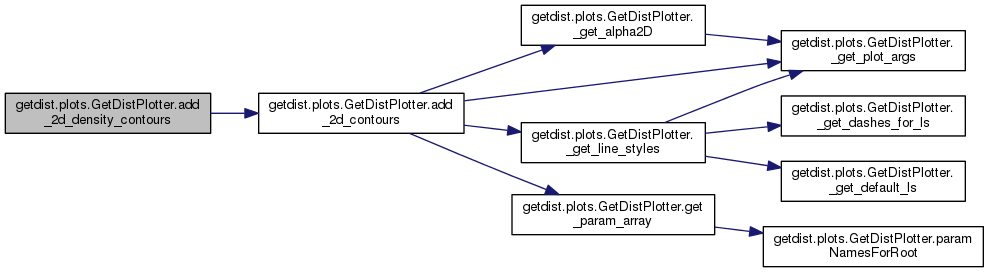 getdist.plots.GetDistPlotter.add
_2d_density_contours
getdist.plots.GetDistPlotter.add
_2d_contours
getdist.plots.GetDistPlotter.
_get_alpha2D
getdist.plots.GetDistPlotter.
_get_plot_args
getdist.plots.GetDistPlotter.
_get_line_styles
getdist.plots.GetDistPlotter.
_get_dashes_for_ls
getdist.plots.GetDistPlotter.
_get_default_ls
getdist.plots.GetDistPlotter.get
_param_array
getdist.plots.GetDistPlotter.param
NamesForRoot